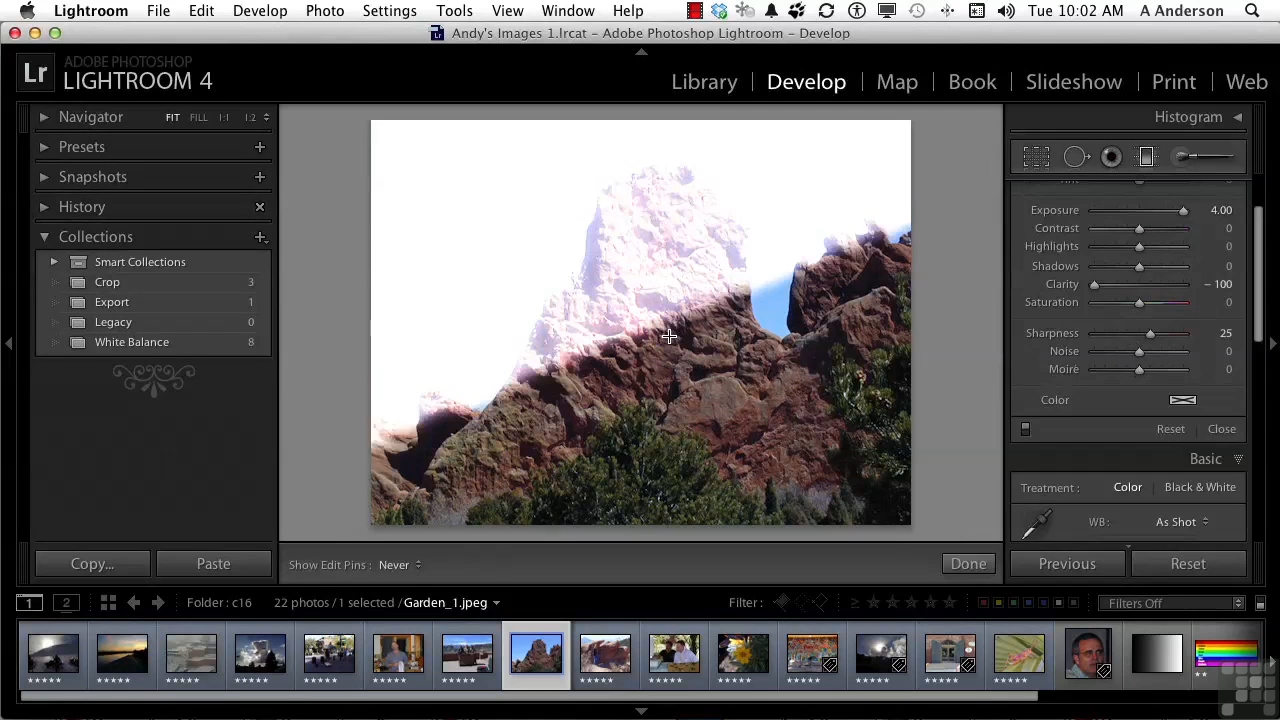 Lightroom File Edit Develop Photo Settings Tools View Window Help Tue 10:02 AM A Anderson
Andy's Images 1.lrcat – Adobe Photoshop Lightroom – Develop
Lr ADOBE PHOTOSHOP
LIGHTROOM 4
Library Develop Map Book Slideshow Print Web
Navigator FIT FILL 1:1 1:2
Presets
Snapshots
History
Collections
Smart Collections
Crop 3
Export 1
Legacy 0
White Balance 8
Copy... Paste
Show Edit Pins : Never
Done
Histogram
Exposure 4.00
Contrast 0
Highlights 0
Shadows 0
Clarity – 100
Saturation 0
Sharpness 25
Noise 0
Moiré 0
Color
Reset Close
Basic
Treatment : Color Black & White
WB: As Shot
Previous Reset
1 2 Folder : c16 22 photos / 1 selected / Garden_1.jpeg Filter : Filters Off